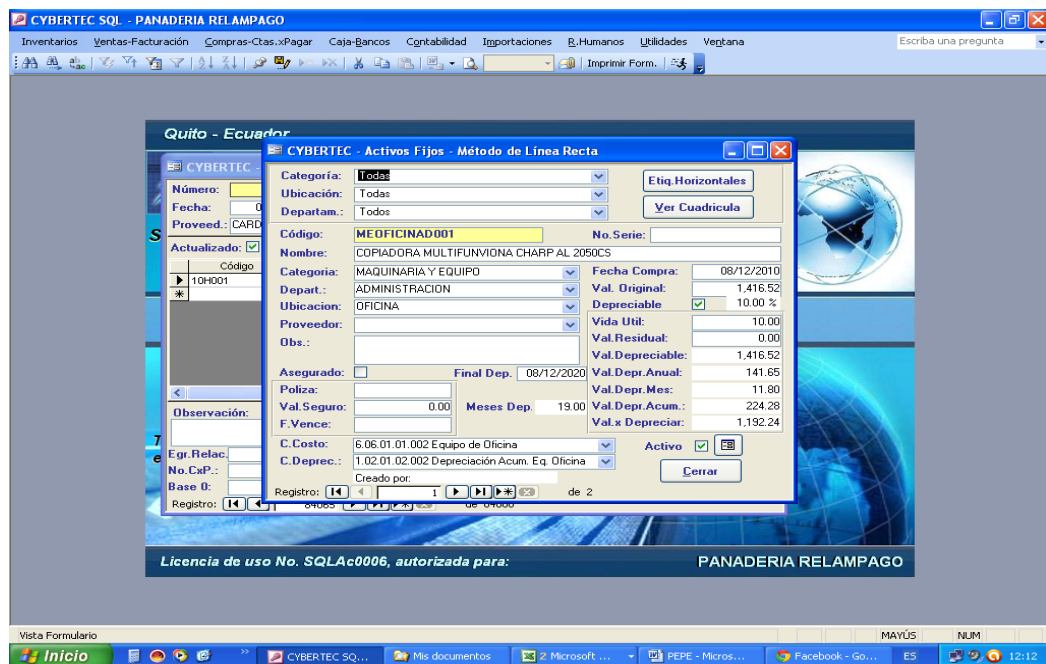 CYBERTEC SQL - PANADERIA RELAMPAGO
Inventarios Ventas-Facturación Compras-Ctas.xPagar Caja-Bancos Contabilidad Importaciones R.Humanos Utilidades Ventana Escriba una pregunta
Imprimir Form.
Quito - Ecuador
CYBERTEC -
Número:
Fecha: 0
Proveed.: CARD
Actualizado:
Código
10H001
Observación:
Egr.Relac.
No.CxP.:
Base 0:
Registro: 84065 de 84066
CYBERTEC - Activos Fijos - Método de Línea Recta
Categoría: Todas Etiq.Horizontales
Ubicación: Todas
Departam.: Todos Ver Cuadricula
Código: MEOFICINAD001 No.Serie:
Nombre: COPIADORA MULTIFUNVIONA CHARP AL 2050CS
Categoria: MAQUINARIA Y EQUIPO Fecha Compra: 08/12/2010
Depart.: ADMINISTRACION Val. Original: 1,416.52
Ubicacion: OFICINA Depreciable 10.00 %
Proveedor: Vida Util: 10.00
Obs.: Val.Residual: 0.00
Val.Depreciable: 1,416.52
Asegurado: Final Dep. 08/12/2020 Val.Depr.Anual: 141.65
Poliza: Val.Depr.Mes: 11.80
Val.Seguro: 0.00 Meses Dep. 19.00 Val.Depr.Acum.: 224.28
F.Vence: Val.x Depreciar: 1,192.24
C.Costo: 6.06.01.01.002 Equipo de Oficina Activo
C.Deprec.: 1.02.01.02.002 Depreciación Acum. Eq. Oficina
Cerrar
Creado por:
Registro: 1 de 2
Licencia de uso No. SQLAc0006, autorizada para: PANADERIA RELAMPAGO
Vista Formulario MAYÚS NUM
Inicio CYBERTEC SQ... Mis documentos 2 Microsoft ... PEPE - Micros... Facebook - Go... ES 12:12